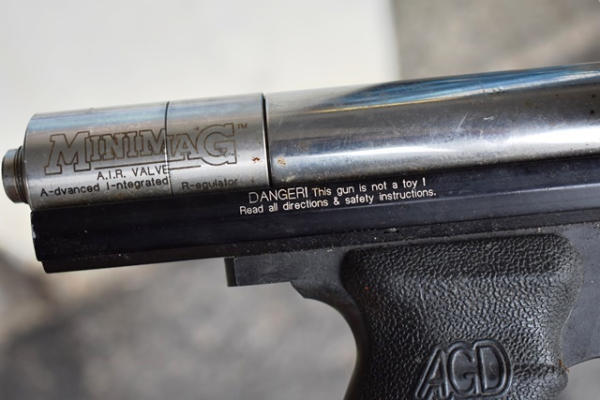 MINIMAG™
A.I.R. VALVE
A-dvanced I-ntegrated R-egulator
DANGER! This gun is not a toy!
Read all directions & safety instructions.
AGD